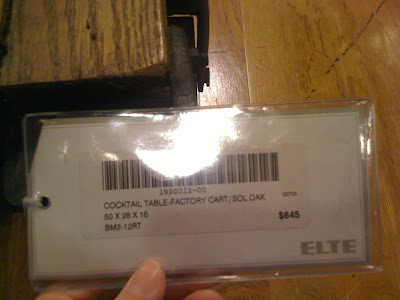 1920012-00
COCKTAIL TABLE-FACTORY CART/SOL.OAK
50 X 28 X 16 $645
BM2-12RT
ELTE